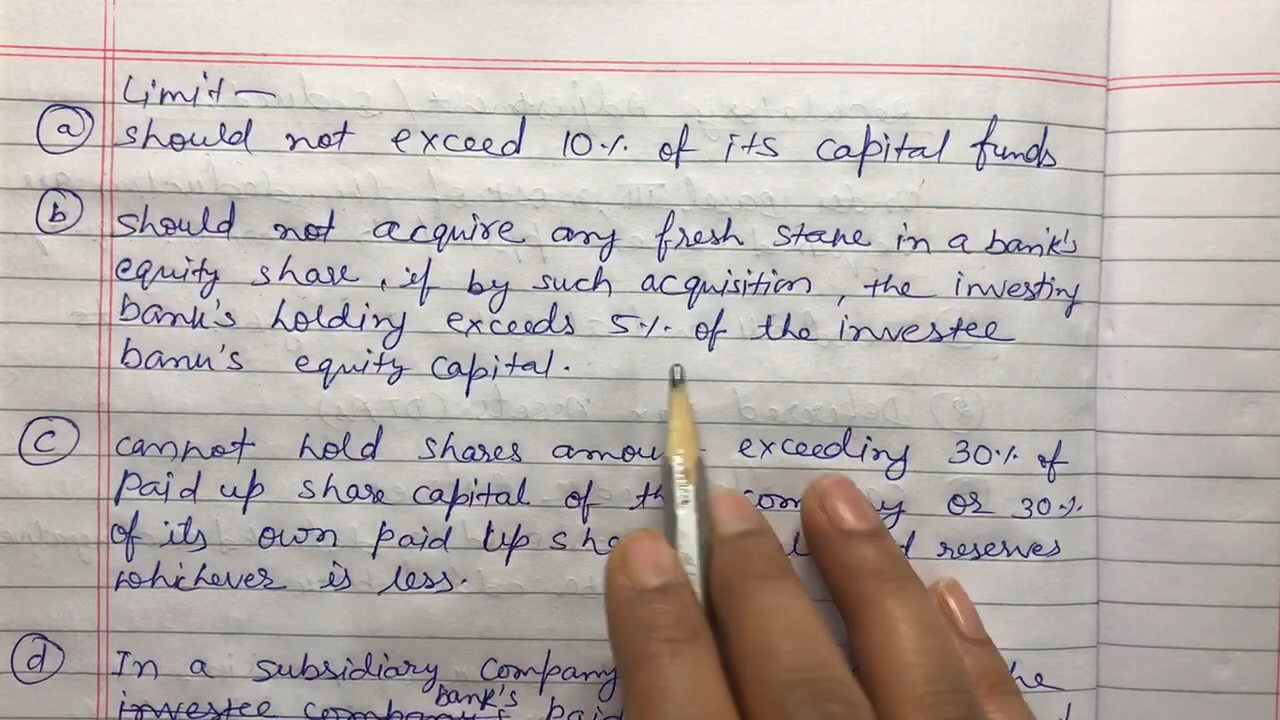 Limit —
(a) should not exceed 10% of its capital funds
(b) should not acquire any fresh stake in a bank's
equity share, if by such acquisition, the investing
bank's holding exceeds 5% of the investee
bank's equity capital.
(c) cannot hold shares exceeding 30% of
Paid up share capital of or 30%
of its own paid up reserves
whichever is less.
(d) In a subsidiary company
bank's
investee company's paid